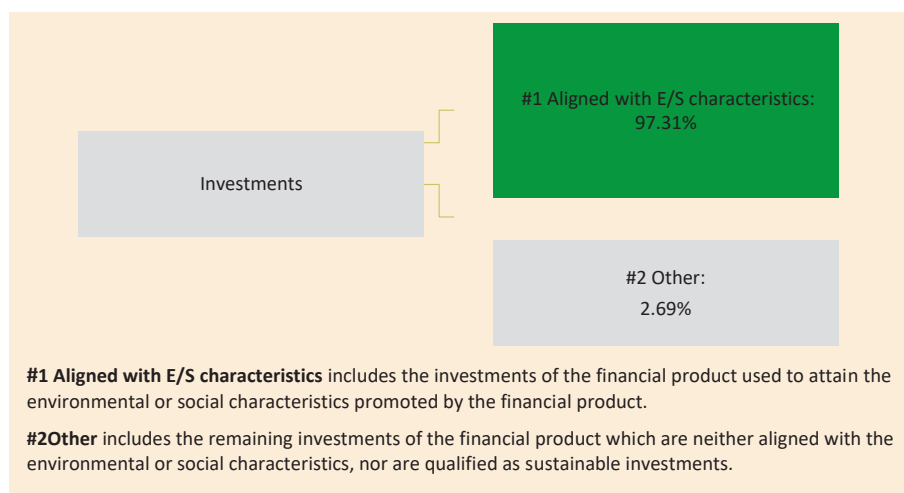 #1 Aligned with E/S characteristics:
97.31%
Investments
#2 Other:
2.69%
#1 Aligned with E/S characteristics includes the investments of the financial product used to attain the
environmental or social characteristics promoted by the financial product.
#2Other includes the remaining investments of the financial product which are neither aligned with the
environmental or social characteristics, nor are qualified as sustainable investments.